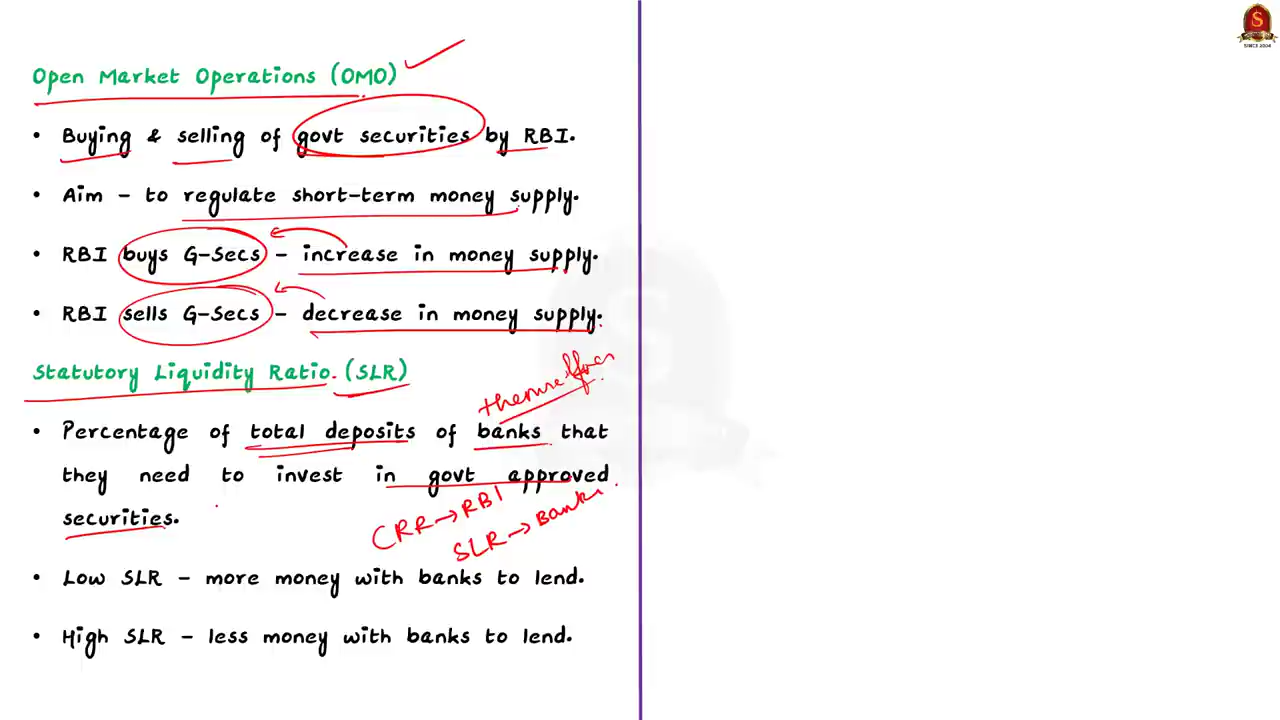 Open Market Operations (OMO)
• Buying & selling of govt securities by RBI.
• Aim – to regulate short-term money supply.
• RBI buys G-Secs – increase in money supply.
• RBI sells G-Secs – decrease in money supply.
Statutory Liquidity Ratio (SLR)
• Percentage of total deposits of banks that
they need to invest in govt approved
securities.
CRR → RBI
SLR → Banks
• Low SLR – more money with banks to lend.
• High SLR – less money with banks to lend.
S
SINCE 2004